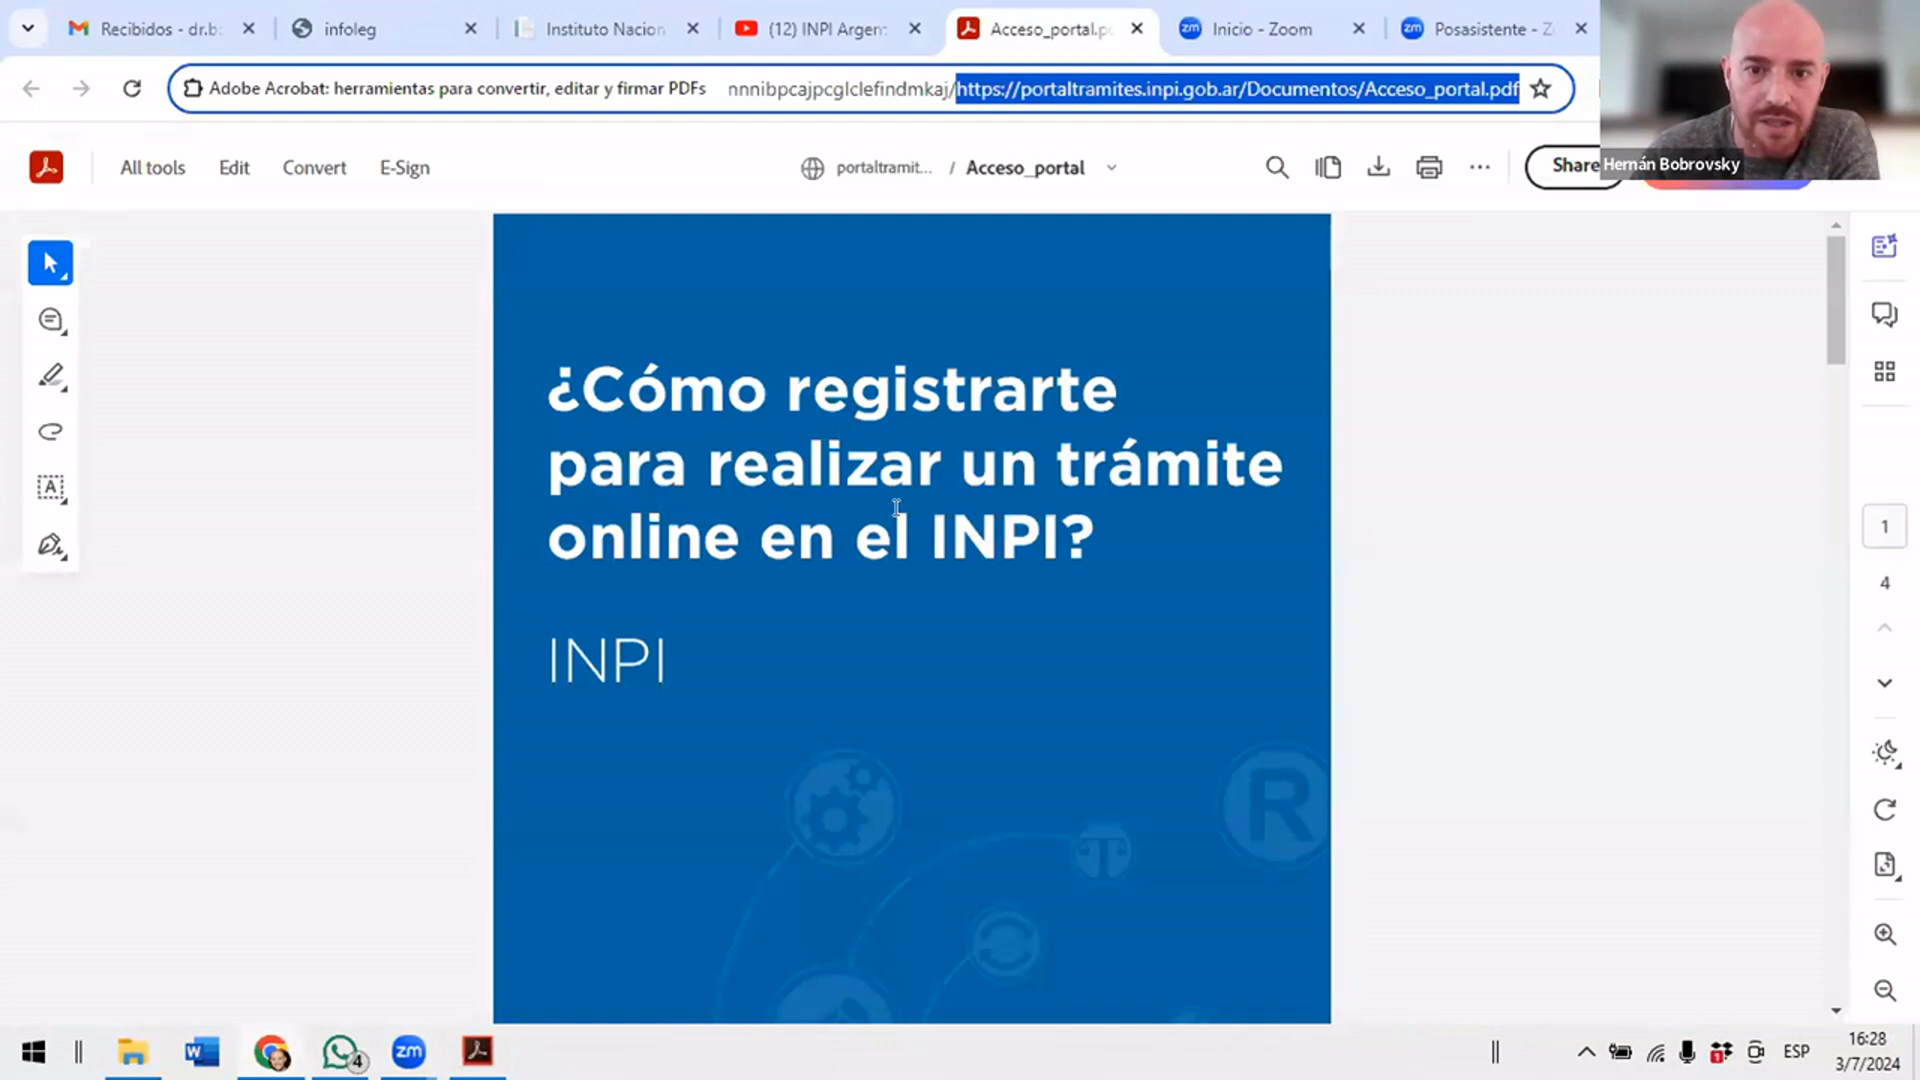 Recibidos - dr.b
infoleg
Instituto Nacion
(12) INPI Argen
Acceso_portal.p
Inicio - Zoom
Posasistente - Z
Adobe Acrobat: herramientas para convertir, editar y firmar PDFs
nnnibpcajpcglclefindmkaj/https://portaltramites.inpi.gob.ar/Documentos/Acceso_portal.pdf
All tools
Edit
Convert
E-Sign
portaltramit... / Acceso_portal
Share
Hernán Bobrovsky
¿Cómo registrarte
para realizar un trámite
online en el INPI?
INPI
R
1
4
4
1
ESP
16:28
3/7/2024